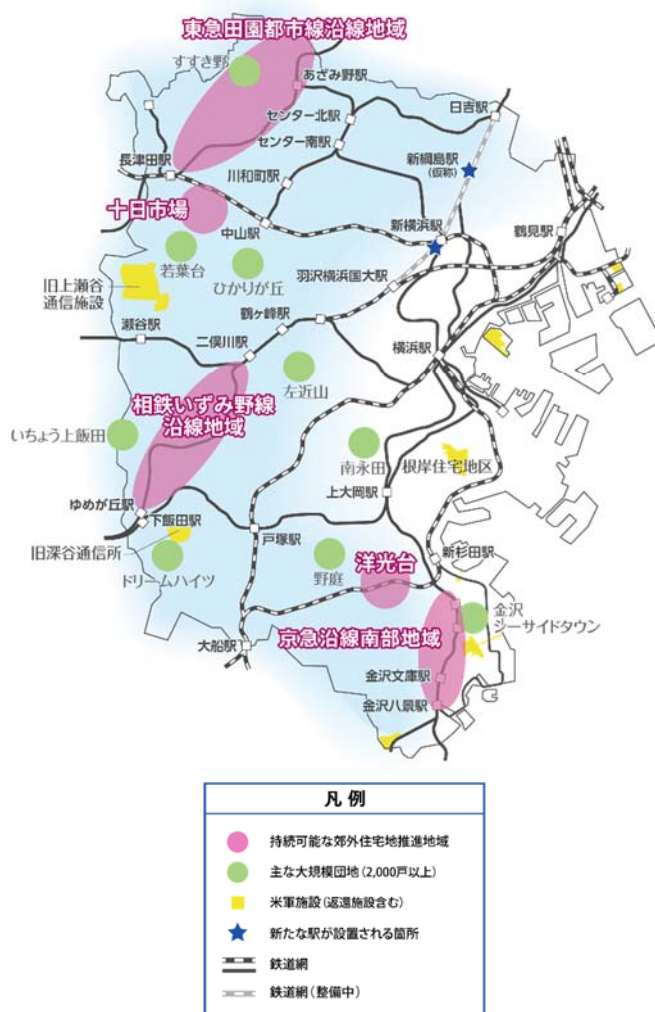 東急田園都市線沿線地域
すすき野
あざみ野駅
センター北駅
日吉駅
センター南駅
新綱島駅
(仮称)
長津田駅
川和町駅
十日市場
中山駅
新横浜駅
鶴見駅
若葉台
ひかりが丘
羽沢横浜国大駅
旧上瀬谷
通信施設
鶴ヶ峰駅
瀬谷駅
二俣川駅
横浜駅
左近山
相鉄いずみ野線
沿線地域
いちょう上飯田
南永田
根岸住宅地区
上大岡駅
ゆめが丘駅
下飯田駅
戸塚駅
新杉田駅
旧深谷通信所
ドリームハイツ
野庭
洋光台
金沢
シーサイドタウン
京急沿線南部地域
大船駅
金沢文庫駅
金沢八景駅
凡例
持続可能な郊外住宅地推進地域
主な大規模団地(2,000戸以上)
米軍施設(返還施設含む)
新たな駅が設置される箇所
鉄道網
鉄道網(整備中)